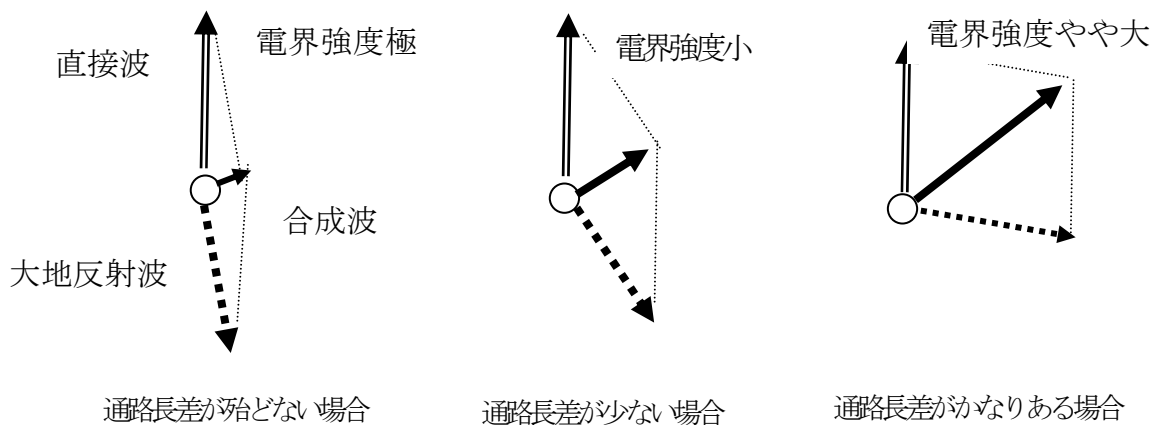 電界強度極
直接波
合成波
大地反射波
通路長差が殆どない場合
電界強度小
通路長差が少ない場合
電界強度やや大
通路長差がかなりある場合